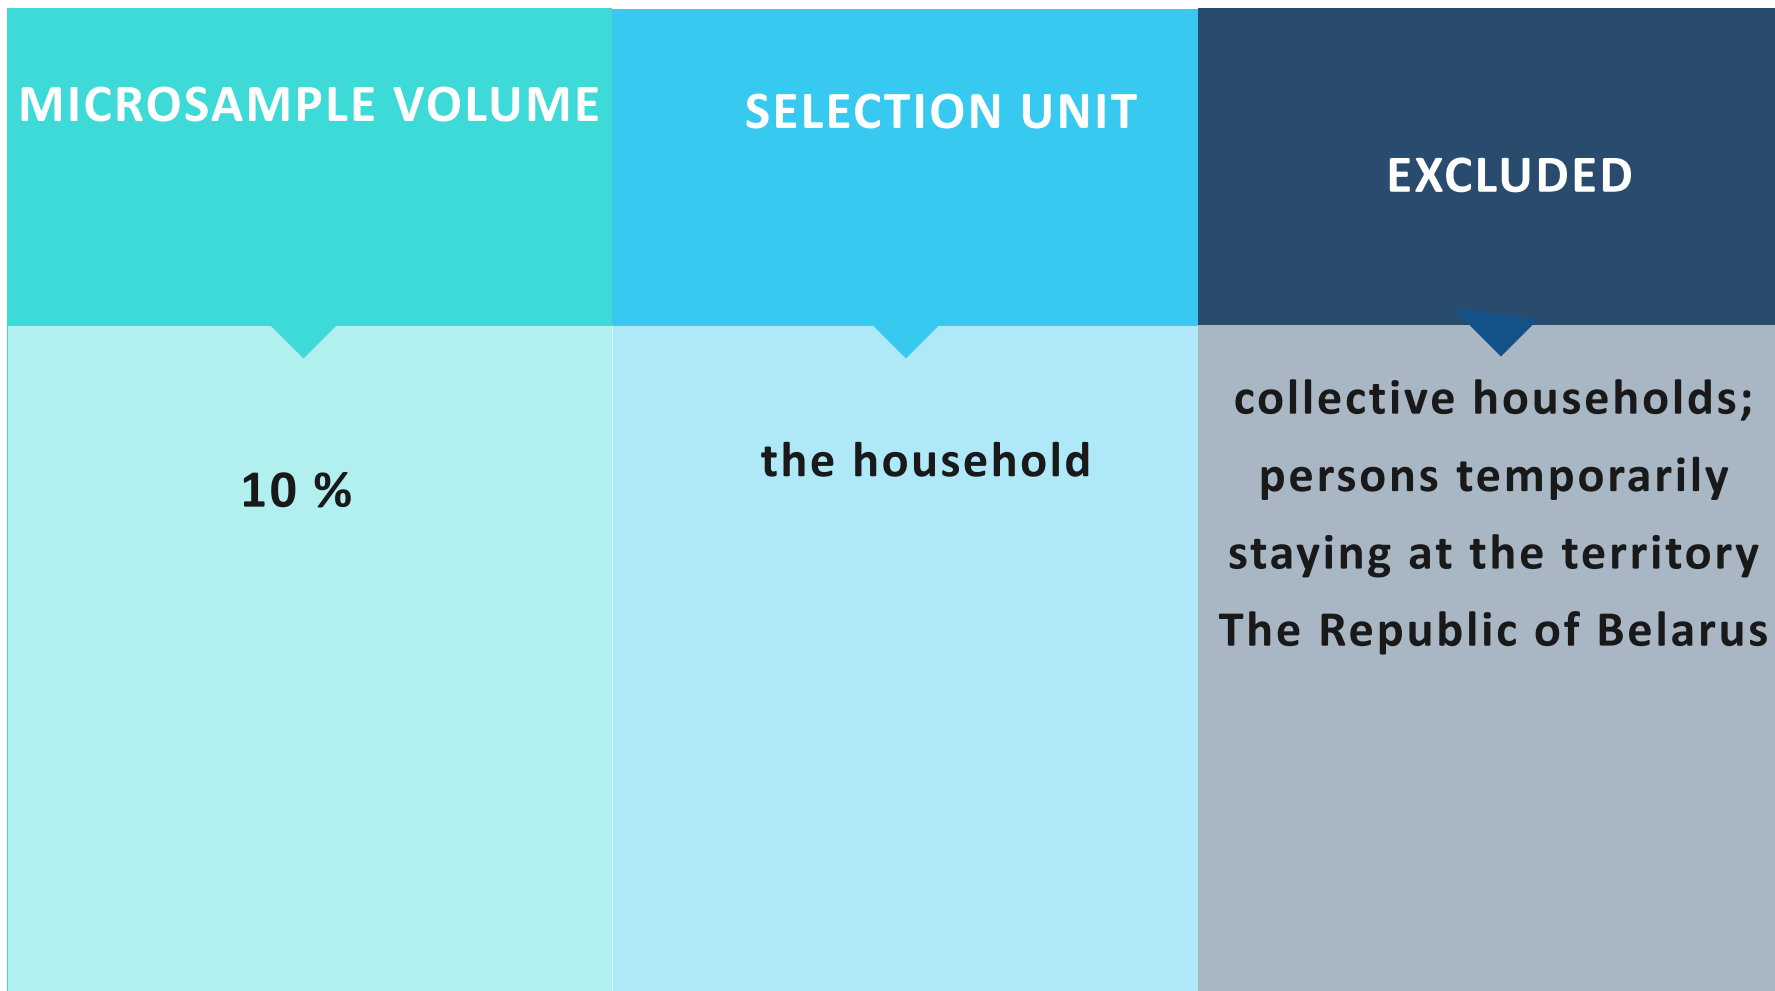 MICROSAMPLE VOLUME
10 %
SELECTION UNIT
the household
EXCLUDED
collective households;
persons temporarily
staying at the territory
The Republic of Belarus